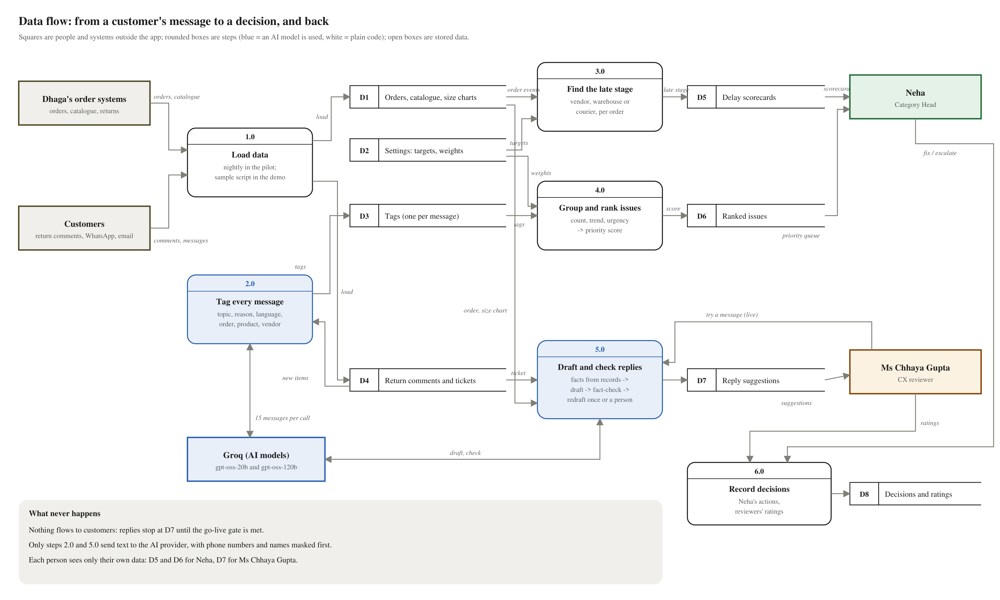 Data flow: from a customer's message to a decision, and back
Squares are people and systems outside the app; rounded boxes are steps (blue = an AI model is used, white = plain code); open boxes are stored data.
Dhaga's order systems
orders, catalogue, returns
orders, catalogue
Customers
return comments, WhatsApp, email
comments, messages
1.0
Load data
nightly in the pilot;
sample script in the demo
load
load
2.0
Tag every message
topic, reason, language,
order, product, vendor
tags
new items
15 messages per call
Groq (AI models)
gpt-oss-20b and gpt-oss-120b
draft, check
D1
Orders, catalogue, size charts
order events
D2
Settings: targets, weights
targets
weights
D3
Tags (one per message)
tags
order, size chart
D4
Return comments and tickets
ticket
3.0
Find the late stage
vendor, warehouse or
courier, per order
late stage
4.0
Group and rank issues
count, trend, urgency
-> priority score
score
5.0
Draft and check replies
facts from records ->
draft -> fact-check ->
redraft once or a person
try a message (live)
D5
Delay scorecards
scorecard
D6
Ranked issues
priority queue
D7
Reply suggestions
suggestions
Neha
Category Head
fix / escalate
Ms Chhaya Gupta
CX reviewer
ratings
6.0
Record decisions
Neha's actions,
reviewers' ratings
D8
Decisions and ratings
What never happens
Nothing flows to customers: replies stop at D7 until the go-live gate is met.
Only steps 2.0 and 5.0 send text to the AI provider, with phone numbers and names masked first.
Each person sees only their own data: D5 and D6 for Neha, D7 for Ms Chhaya Gupta.